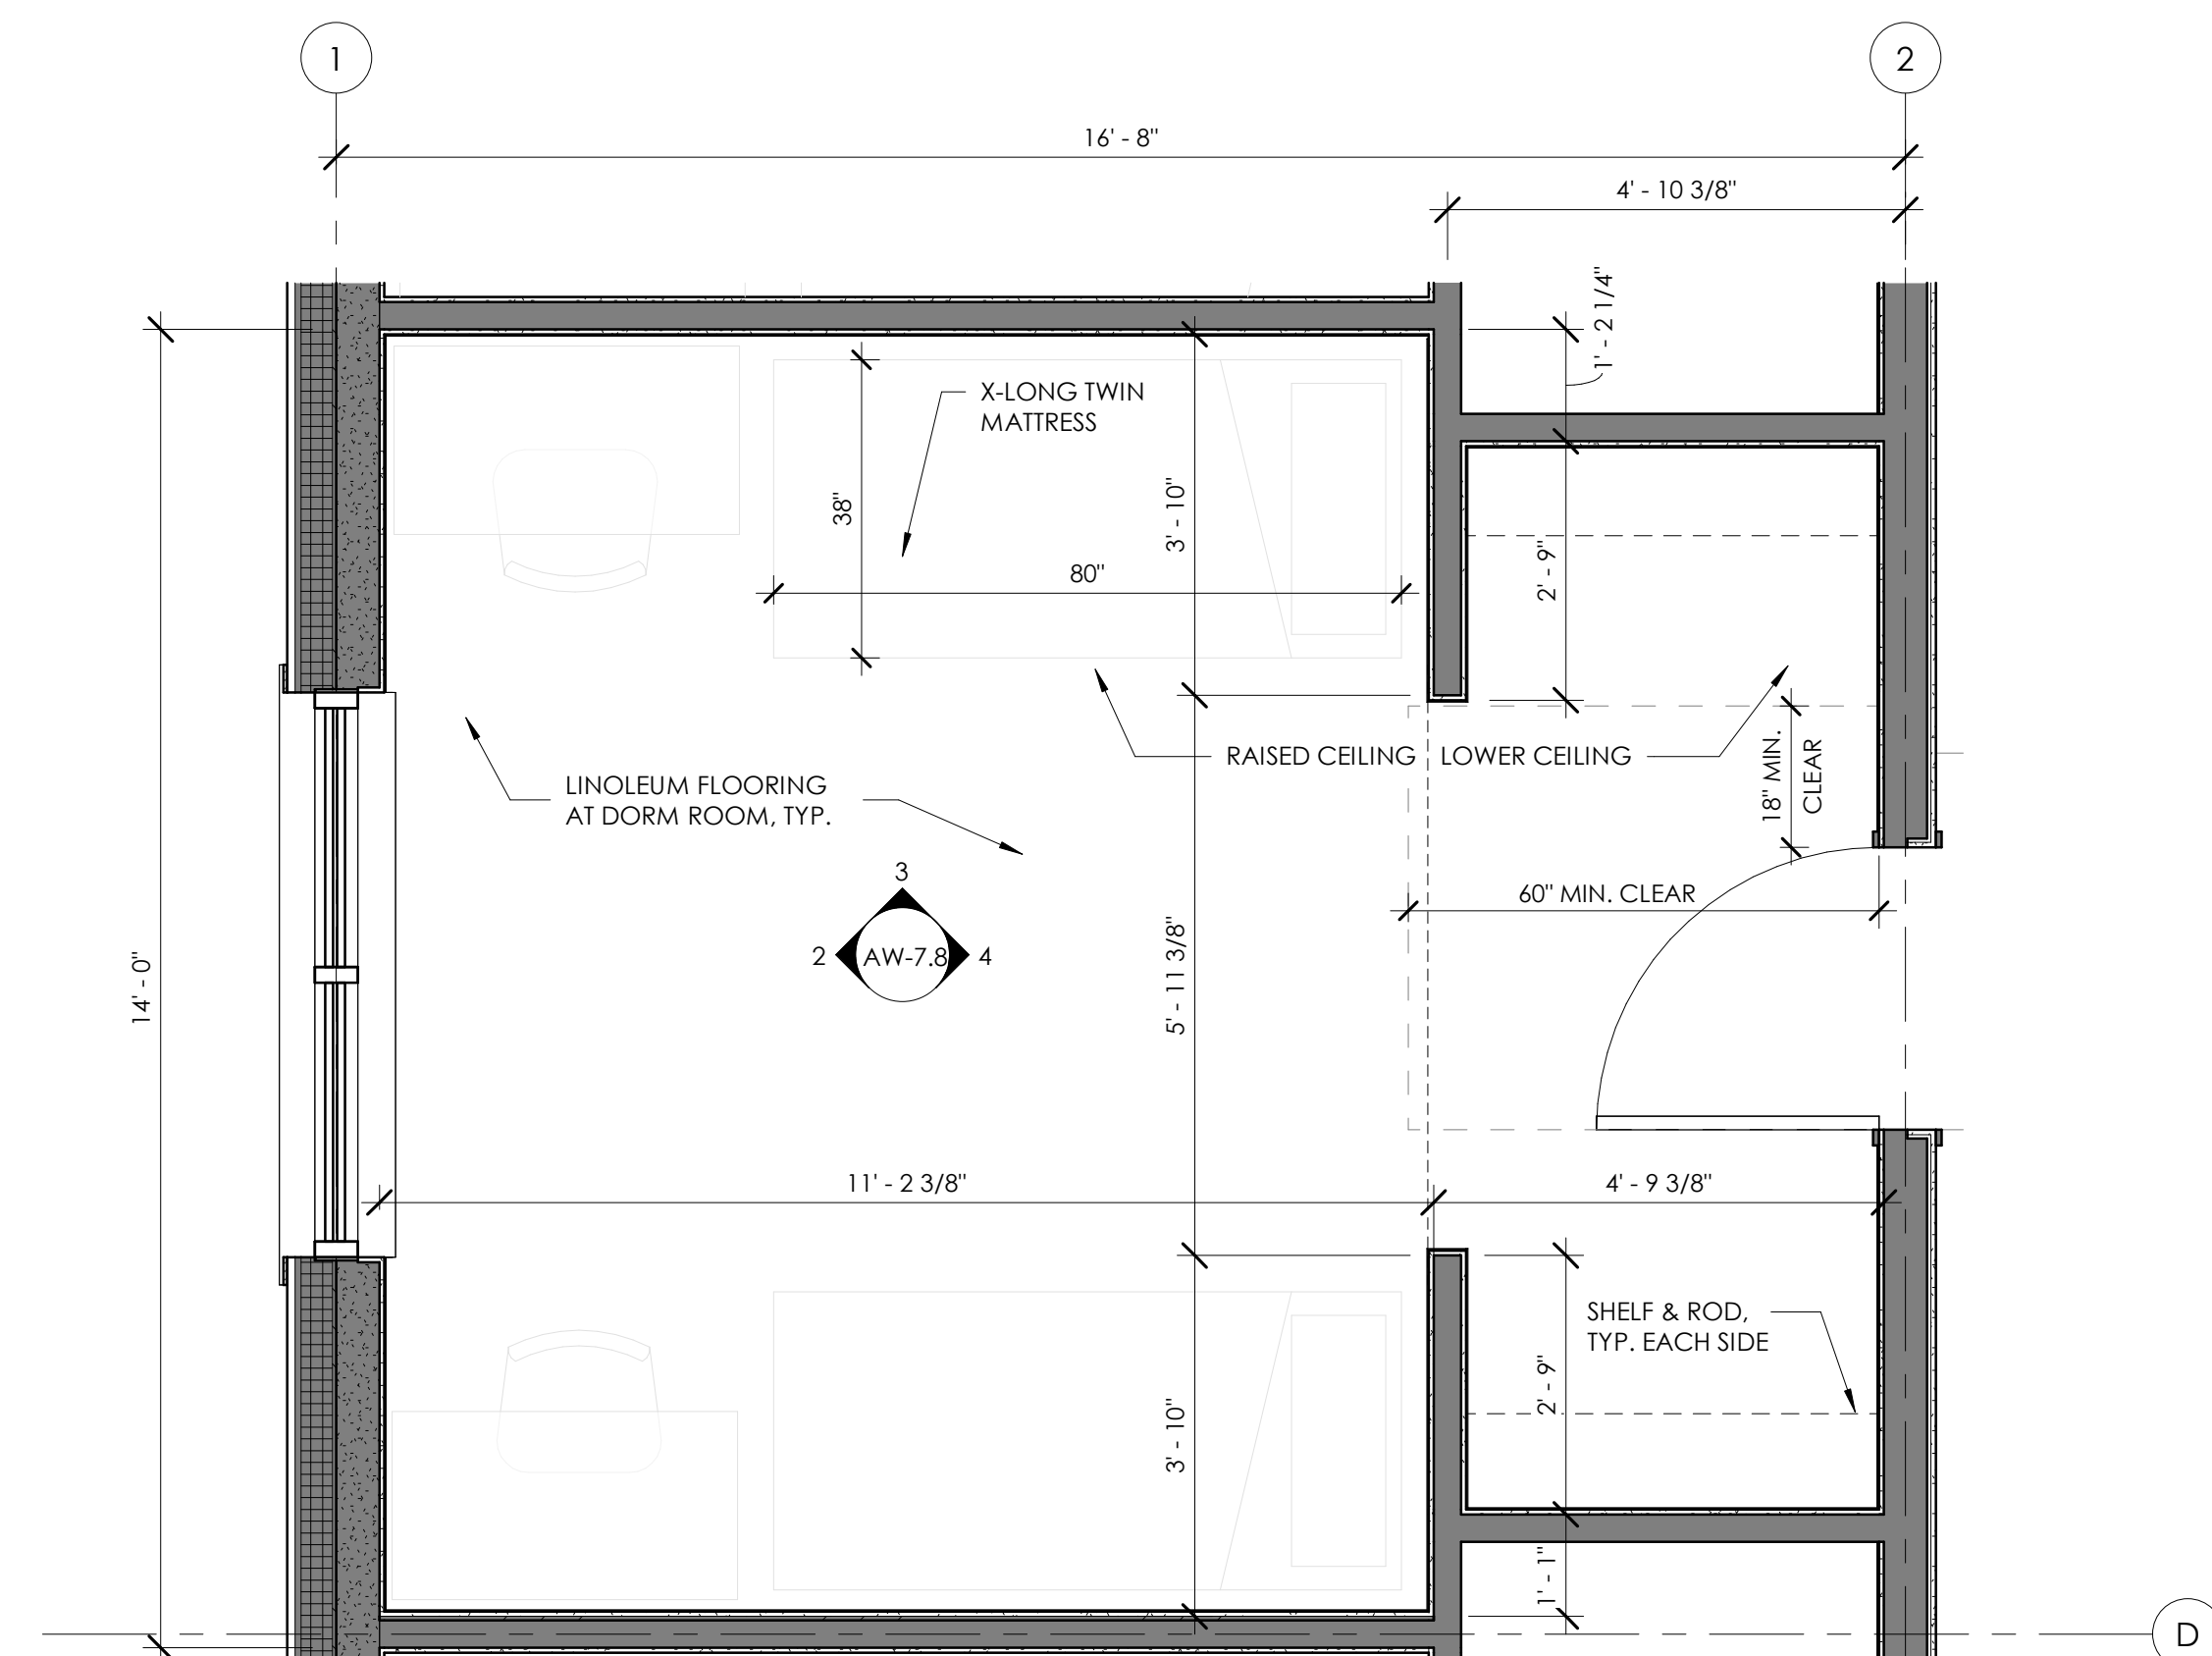 1
2
16' - 8"
4' - 10 3/8"
1' - 2 1/4"
X-LONG TWIN
MATTRESS
38"
3' - 10"
80"
2' - 9"
RAISED CEILING
LOWER CEILING
18" MIN.
CLEAR
LINOLEUM FLOORING
AT DORM ROOM, TYP.
3
2
AW-7.8
4
60" MIN. CLEAR
14' - 0"
5' - 11 3/8"
11' - 2 3/8"
4' - 9 3/8"
SHELF & ROD,
TYP. EACH SIDE
2' - 9"
3' - 10"
1' - 1"
D